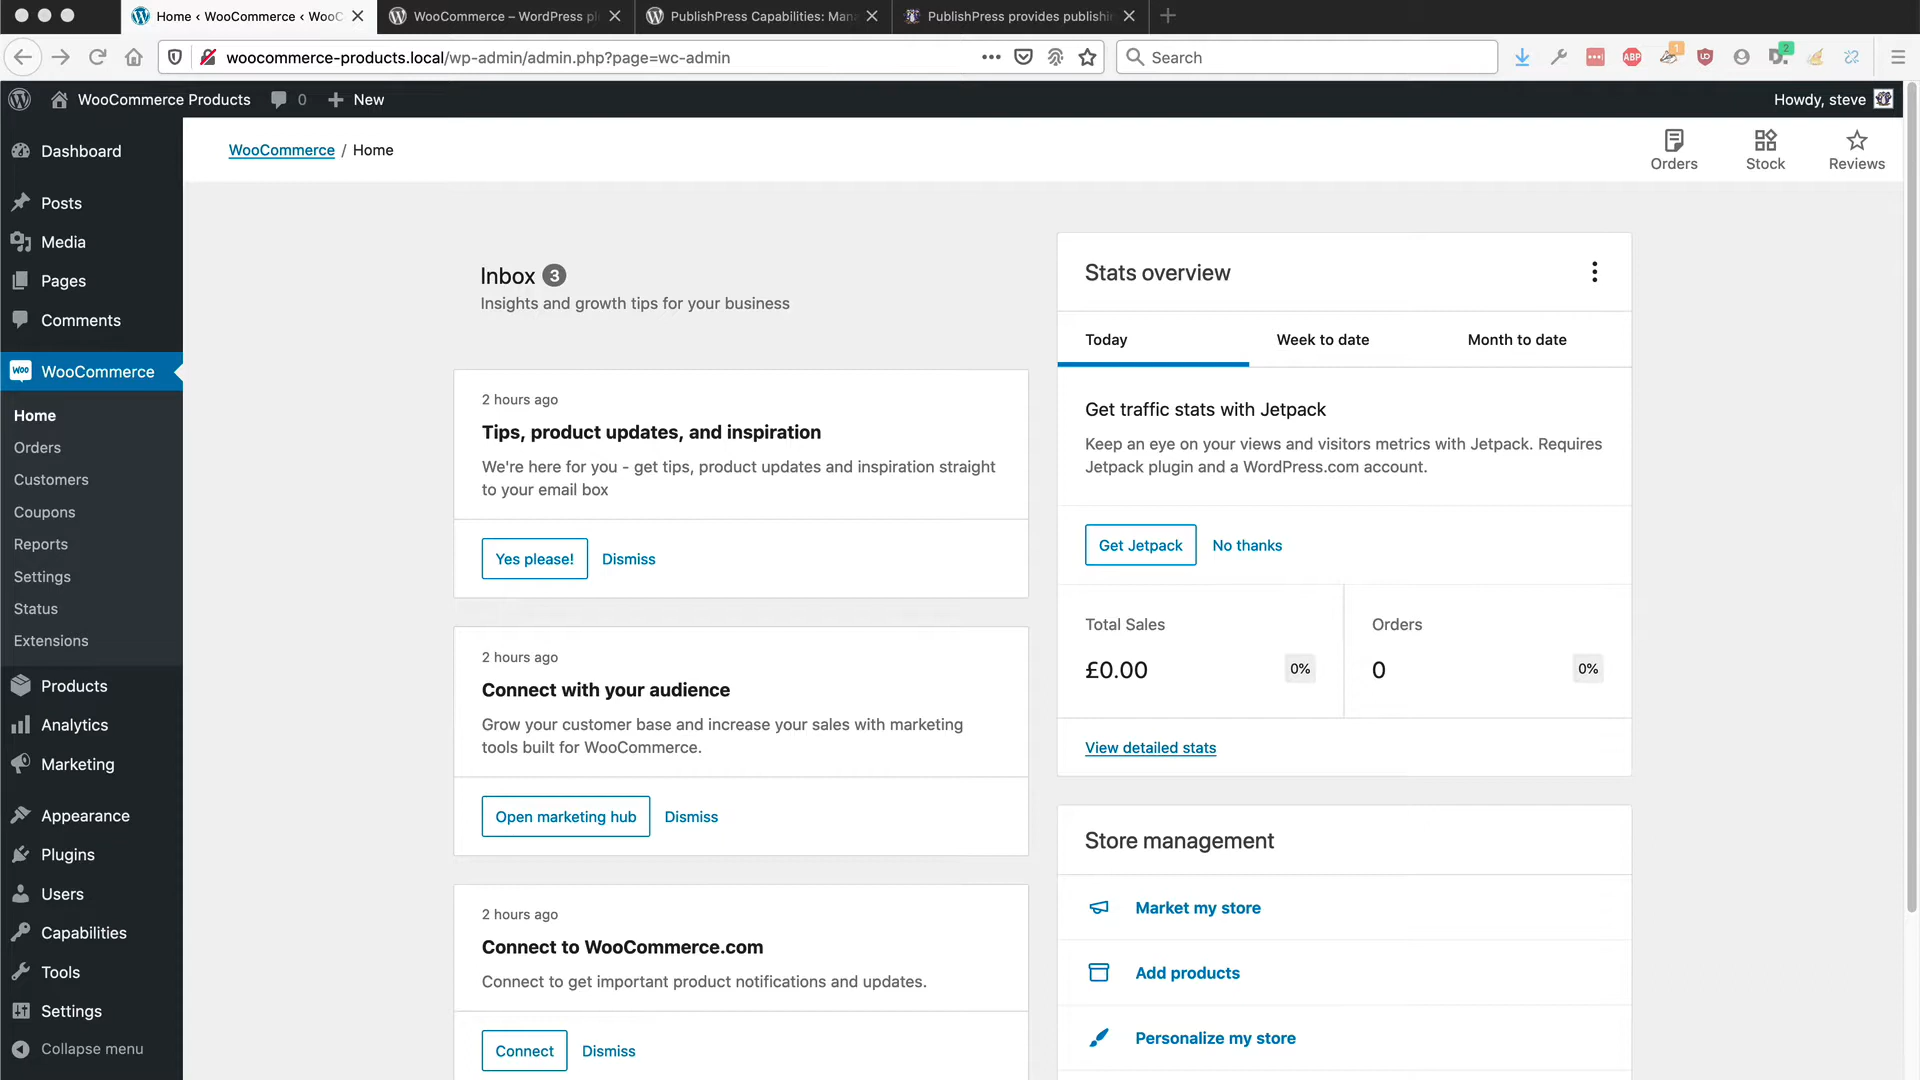 Home ‹ WooCommerce ‹ WooC
WooCommerce – WordPress pl
PublishPress Capabilities: Man
PublishPress provides publishi
woocommerce-products.local/wp-admin/admin.php?page=wc-admin
Search
ABP
1
2
WooCommerce Products
0
New
Howdy, steve
Dashboard
Posts
Media
Pages
Comments
Woo
WooCommerce
Home
Orders
Customers
Coupons
Reports
Settings
Status
Extensions
Products
Analytics
Marketing
Appearance
Plugins
Users
Capabilities
Tools
Settings
Collapse menu
WooCommerce / Home
Orders
Stock
Reviews
Inbox 3
Insights and growth tips for your business
2 hours ago
Tips, product updates, and inspiration
We're here for you - get tips, product updates and inspiration straight
to your email box
Yes please!
Dismiss
2 hours ago
Connect with your audience
Grow your customer base and increase your sales with marketing
tools built for WooCommerce.
Open marketing hub
Dismiss
2 hours ago
Connect to WooCommerce.com
Connect to get important product notifications and updates.
Connect
Dismiss
Stats overview
Today
Week to date
Month to date
Get traffic stats with Jetpack
Keep an eye on your views and visitors metrics with Jetpack. Requires
Jetpack plugin and a WordPress.com account.
Get Jetpack
No thanks
Total Sales
£0.00
0%
Orders
0
0%
View detailed stats
Store management
Market my store
Add products
Personalize my store